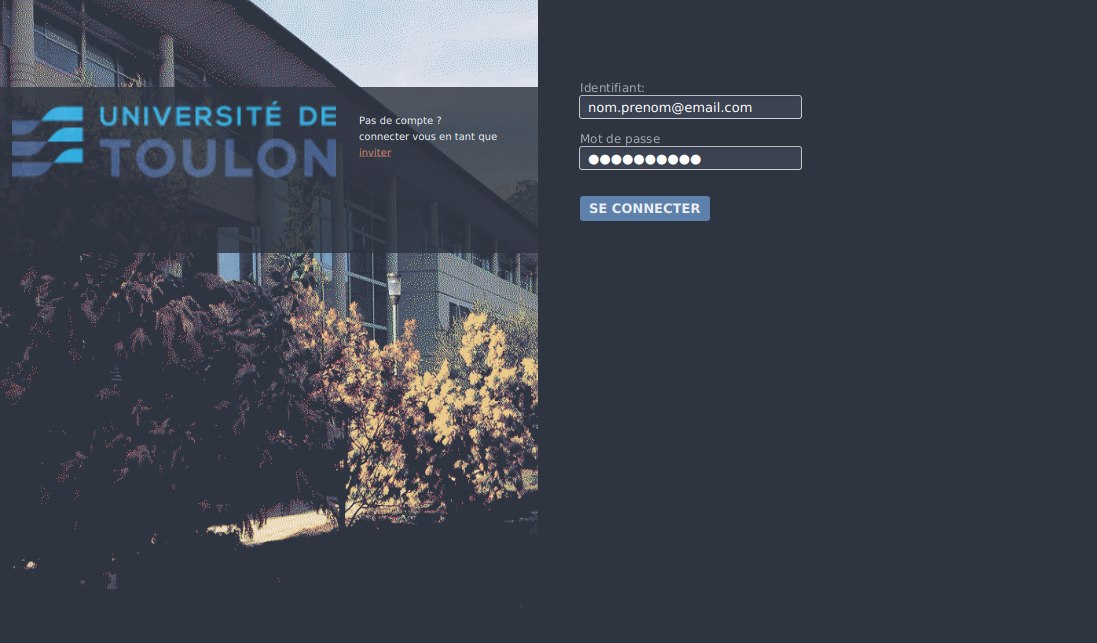 UNIVERSITÉ DE
TOULON
Pas de compte ?
connecter vous en tant que
inviter
Identifiant:
nom.prenom@email.com
Mot de passe
●●●●●●●●●●
SE CONNECTER